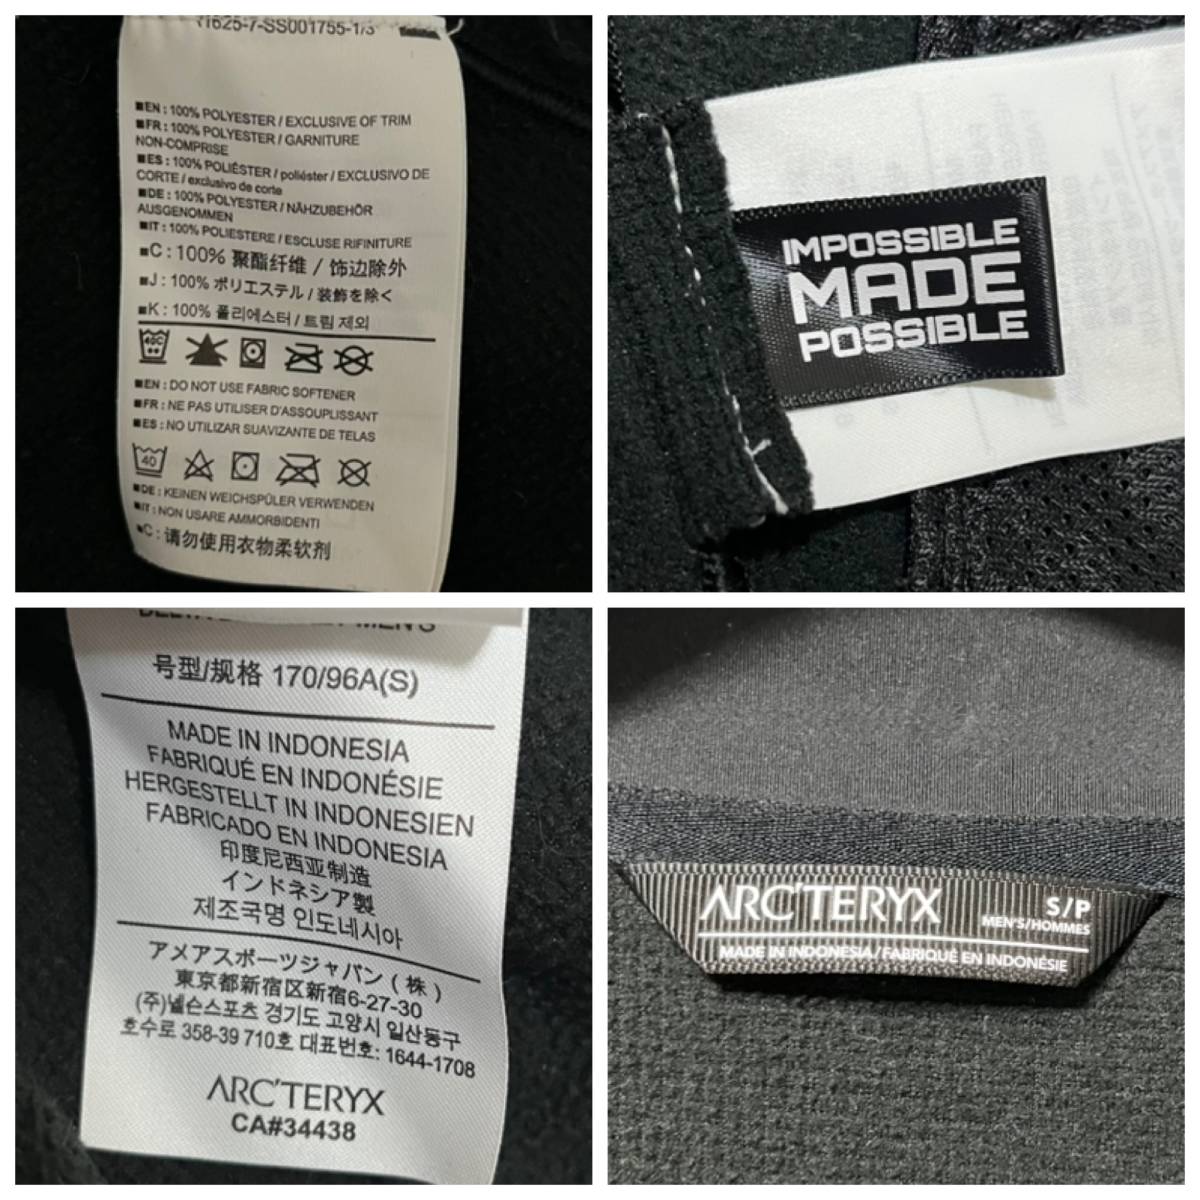 11625-7-SS001755-1/3
■EN : 100% POLYESTER / EXCLUSIVE OF TRIM
■FR : 100% POLYESTER / GARNITURE
NON-COMPRISE
■ES : 100% POLIÉSTER / poliéster / EXCLUSIVO DE
CORTE / exclusivo de corte
■DE : 100% POLYESTER / NÄHZUBEHÖR
AUSGENOMMEN
■IT : 100% POLIESTERE / ESCLUSE RIFINITURE
■C : 100% 聚酯纤维 / 饰边除外
■J : 100% ポリエステル / 装飾を除く
■K : 100% 폴리에스터 / 트림 제외
40C
■EN : DO NOT USE FABRIC SOFTENER
■FR : NE PAS UTILISER D'ASSOUPLISSANT
■ES : NO UTILIZAR SUAVIZANTE DE TELAS
40
■DE : KEINEN WEICHSPÜLER VERWENDEN
■IT : NON USARE AMMORBIDENTI
■C : 请勿使用衣物柔软剂
IMPOSSIBLE
MADE
POSSIBLE
MEN'S
号型/规格 170/96A(S)
MADE IN INDONESIA
FABRIQUÉ EN INDONÉSIE
HERGESTELLT IN INDONESIEN
FABRICADO EN INDONESIA
印度尼西亚制造
インドネシア製
제조국명 인도네시아
アメアスポーツジャパン ( 株 )
東京都新宿区新宿6-27-30
(주)넬슨스포츠 경기도 고양시 일산동구
호수로 358-39 710호 대표번호: 1644-1708
ARC'TERYX
CA#34438
ARC'TERYX
S/P
MEN'S/HOMMES
MADE IN INDONESIA/FABRIQUÉ EN INDONÉSIE